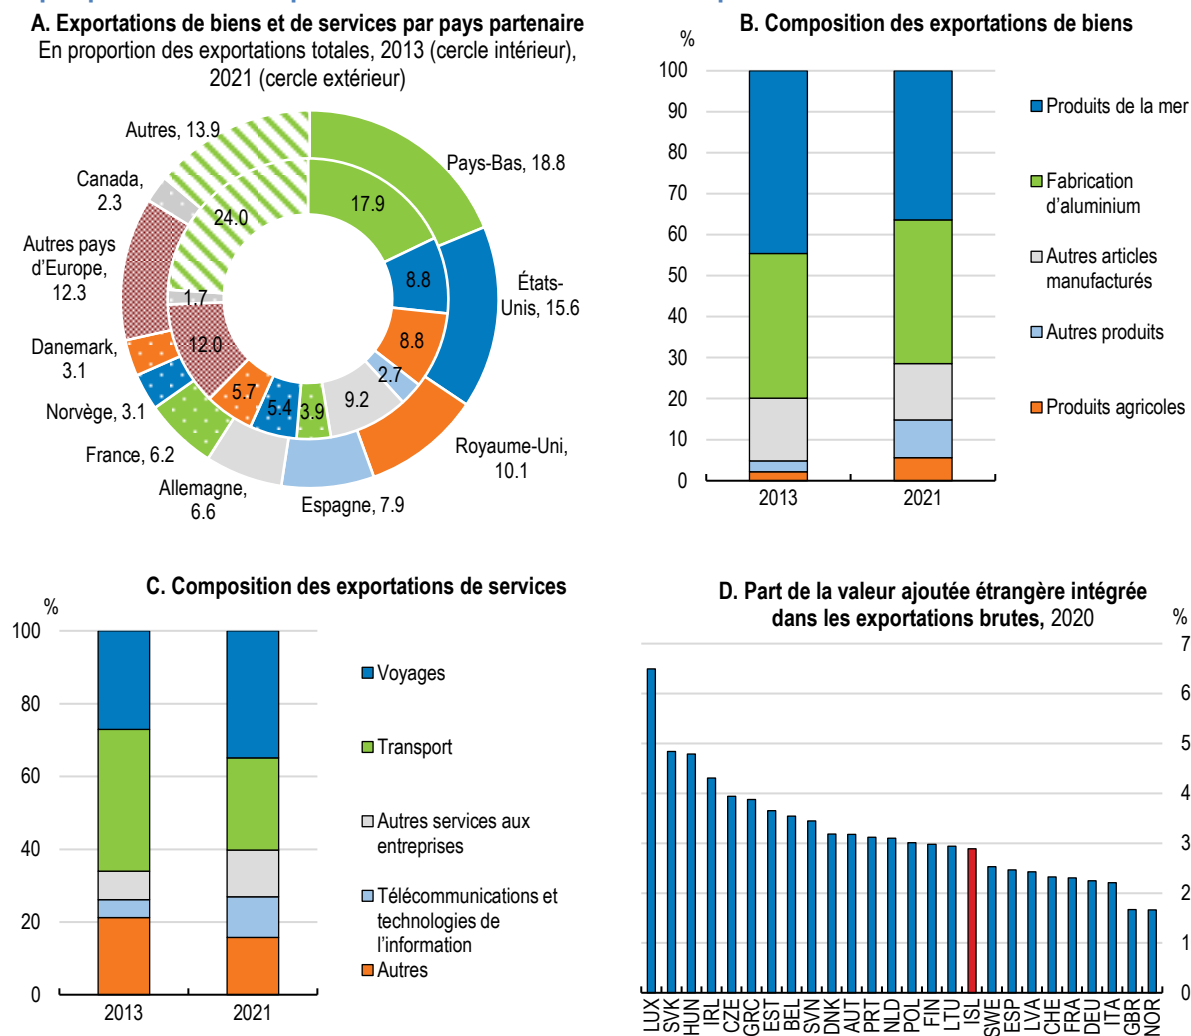 A. Exportations de biens et de services par pays partenaire
En proportion des exportations totales, 2013 (cercle intérieur),
2021 (cercle extérieur)
Autres, 13.9
Pays-Bas, 18.8
Canada,
2.3
Autres pays
d'Europe,
12.3
États-
Unis, 15.6
Danemark,
3.1
Norvège, 3.1
France, 6.2
Allemagne,
6.6
Espagne, 7.9
Royaume-Uni,
10.1
17.9
8.8
8.8
2.7
9.2
3.9
5.4
5.7
12.0
1.7
24.0
B. Composition des exportations de biens
%
100
90
80
70
60
50
40
30
20
10
0
2013
2021
Produits de la mer
Fabrication
d'aluminium
Autres articles
manufacturés
Autres produits
Produits agricoles
C. Composition des exportations de services
%
100
80
60
40
20
0
2013
2021
Voyages
Transport
Autres services aux
entreprises
Télécommunications et
technologies de
l'information
Autres
D. Part de la valeur ajoutée étrangère intégrée
dans les exportations brutes, 2020
%
7
6
5
4
3
2
1
0
LUX
SVK
HUN
IRL
CZE
GRC
EST
BEL
SVN
DNK
AUT
PRT
NLD
POL
FIN
LTU
ISL
SWE
ESP
LVA
CHE
FRA
DEU
ITA
GBR
NOR